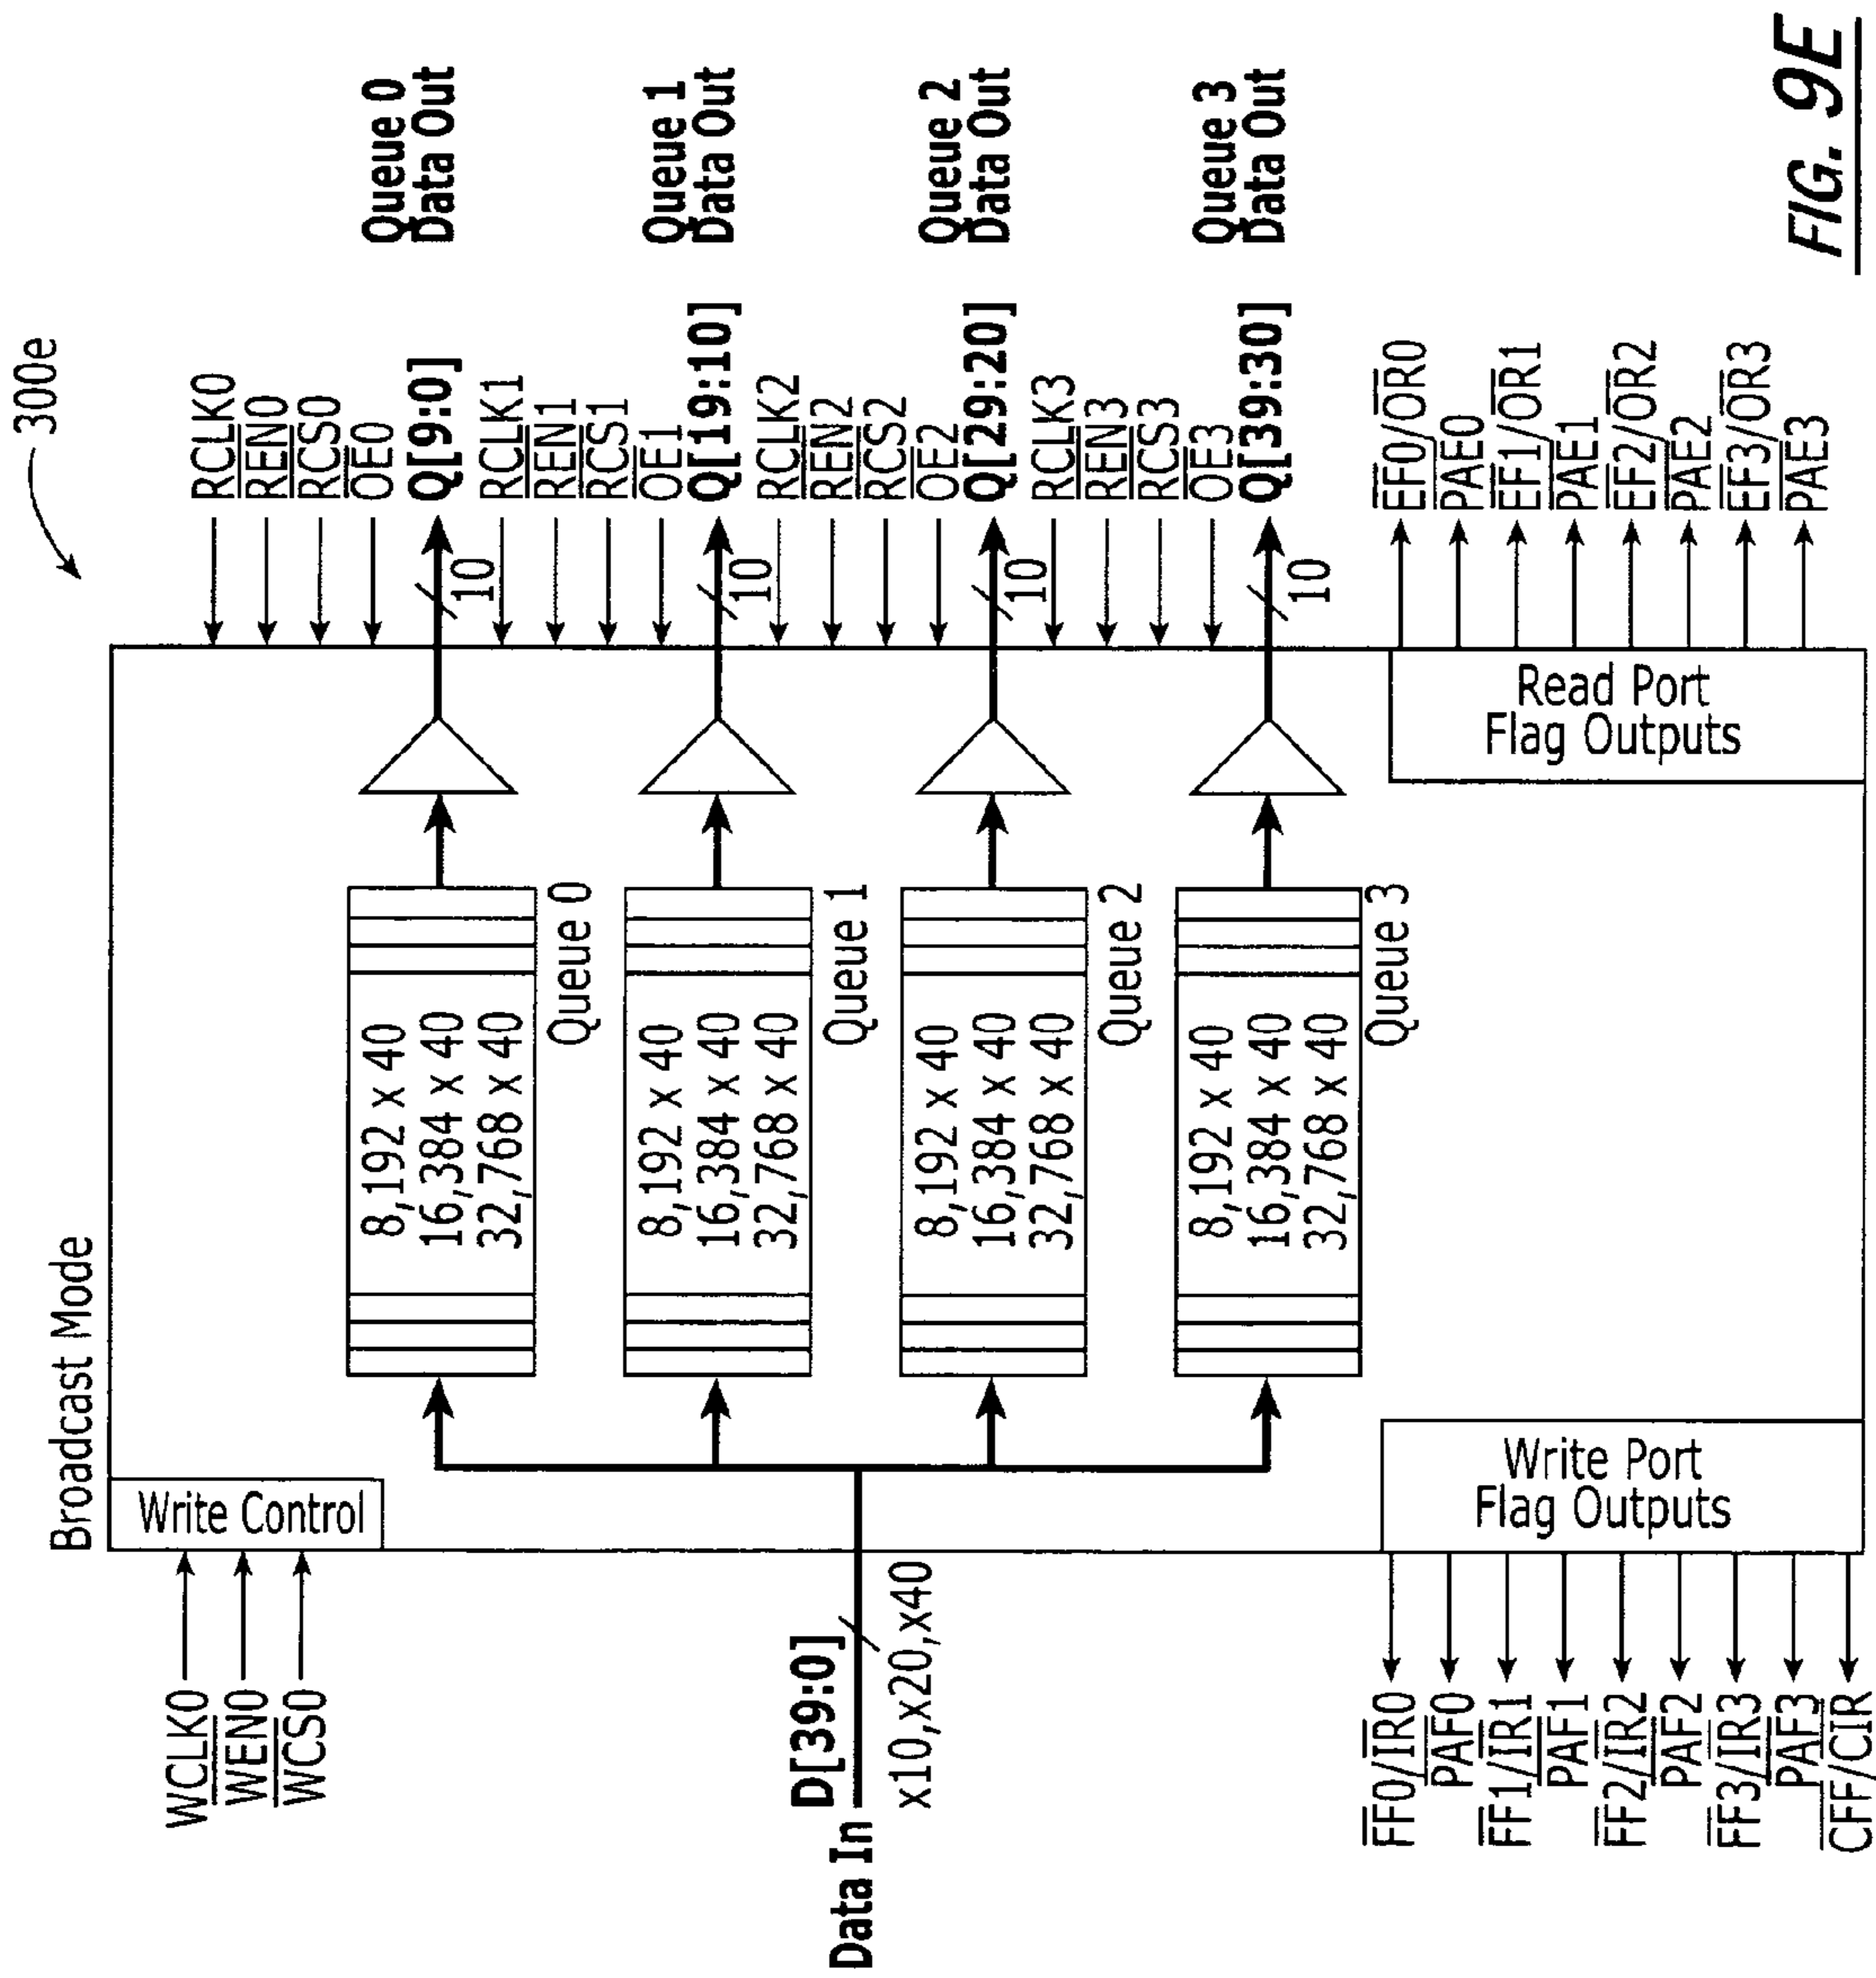 300e
Broadcast Mode
WCLK0
WEN0
WCS0
Write Control
Data In D[39:0]
x10,x20,x40
8,192 x 40
16,384 x 40
32,768 x 40
Queue 0
8,192 x 40
16,384 x 40
32,768 x 40
Queue 1
8,192 x 40
16,384 x 40
32,768 x 40
Queue 2
8,192 x 40
16,384 x 40
32,768 x 40
Queue 3
RCLK0
REN0
RCS0
OE0
Q[9:0]
10
Queue 0
Data Out
RCLK1
REN1
RCS1
OE1
Q[19:10]
10
Queue 1
Data Out
RCLK2
REN2
RCS2
OE2
Q[29:20]
10
Queue 2
Data Out
RCLK3
REN3
RCS3
OE3
Q[39:30]
10
Queue 3
Data Out
Write Port
Flag Outputs
FF0/IR0
PAF0
FF1/IR1
PAF1
FF2/IR2
PAF2
FF3/IR3
PAF3
CFF/CIR
Read Port
Flag Outputs
EF0/OR0
PAE0
EF1/OR1
PAE1
EF2/OR2
PAE2
EF3/OR3
PAE3
FIG. 9E